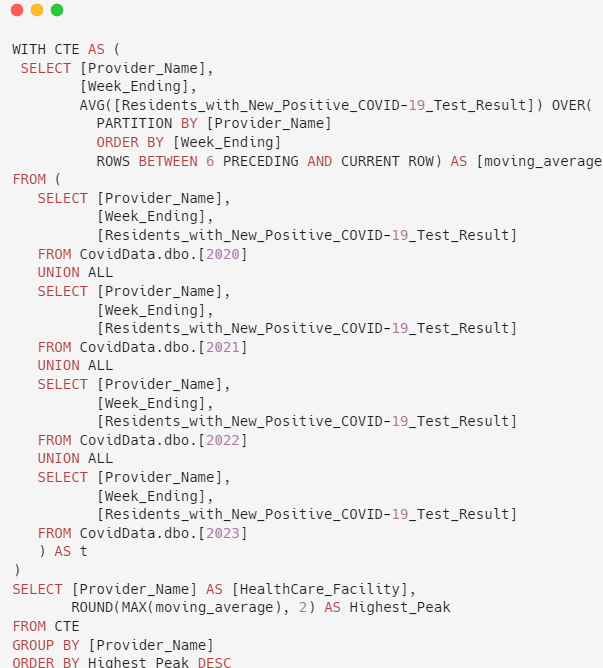 WITH CTE AS (
 SELECT [Provider_Name],
        [Week_Ending],
        AVG([Residents_with_New_Positive_COVID-19_Test_Result]) OVER(
          PARTITION BY [Provider_Name]
          ORDER BY [Week_Ending]
          ROWS BETWEEN 6 PRECEDING AND CURRENT ROW) AS [moving_average
FROM (
   SELECT [Provider_Name],
          [Week_Ending],
          [Residents_with_New_Positive_COVID-19_Test_Result]
   FROM CovidData.dbo.[2020]
   UNION ALL
   SELECT [Provider_Name],
          [Week_Ending],
          [Residents_with_New_Positive_COVID-19_Test_Result]
   FROM CovidData.dbo.[2021]
   UNION ALL
   SELECT [Provider_Name],
          [Week_Ending],
          [Residents_with_New_Positive_COVID-19_Test_Result]
   FROM CovidData.dbo.[2022]
   UNION ALL
   SELECT [Provider_Name],
          [Week_Ending],
          [Residents_with_New_Positive_COVID-19_Test_Result]
   FROM CovidData.dbo.[2023]
   ) AS t
)
SELECT [Provider_Name] AS [HealthCare_Facility],
       ROUND(MAX(moving_average), 2) AS Highest_Peak
FROM CTE
GROUP BY [Provider_Name]
ORDER BY Highest_Peak DESC